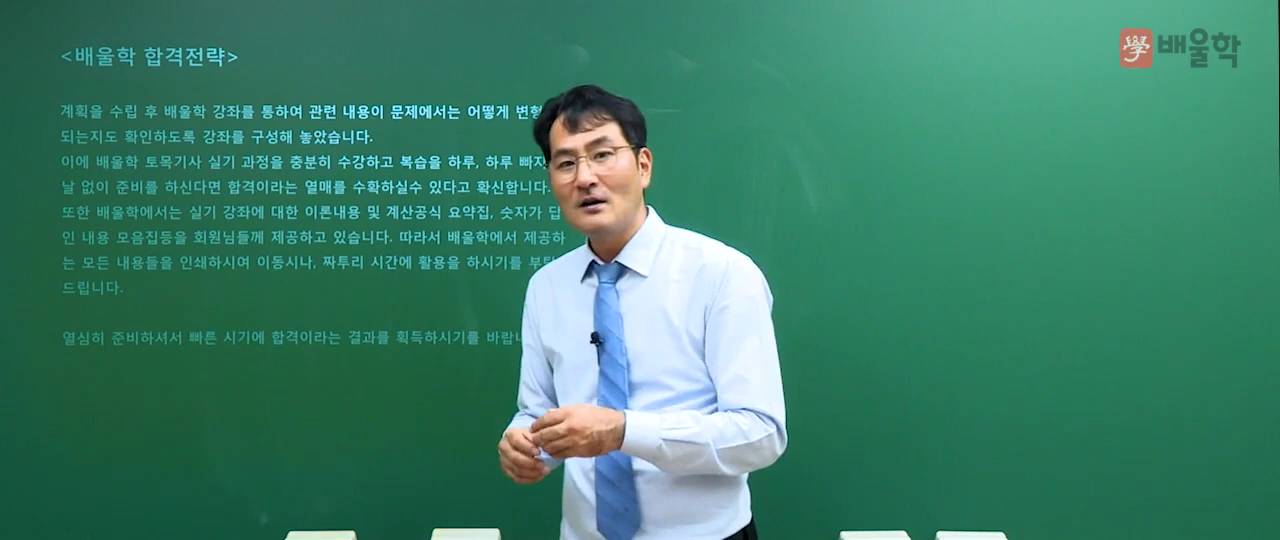 <배울학 합격전략>
學 배울학
계획을 수립 후 배울학 강좌를 통하여 관련 내용이 문제에서는 어떻게 변형
되는지도 확인하도록 강좌를 구성해 놓았습니다.
이에 배울학 토목기사 실기 과정을 충분히 수강하고 복습을 하루, 하루
날 없이 준비를 하신다면 합격이라는 열매를 수확하실수 있다고 확신합니다.
또한 배울학에서는 실기 강좌에 대한 이론내용 및 계산공식 요약집, 숫자가 답
인 내용 모음집등을 회원님들께 제공하고 있습니다. 따라서 배울학에서 제공하
는 모든 내용들을 인쇄하시여 이동시나, 짜투리 시간에 활용을 하시기를
드립니다.
열심히 준비하셔서 빠른 시기에 합격이라는 결과를 획득하시기를